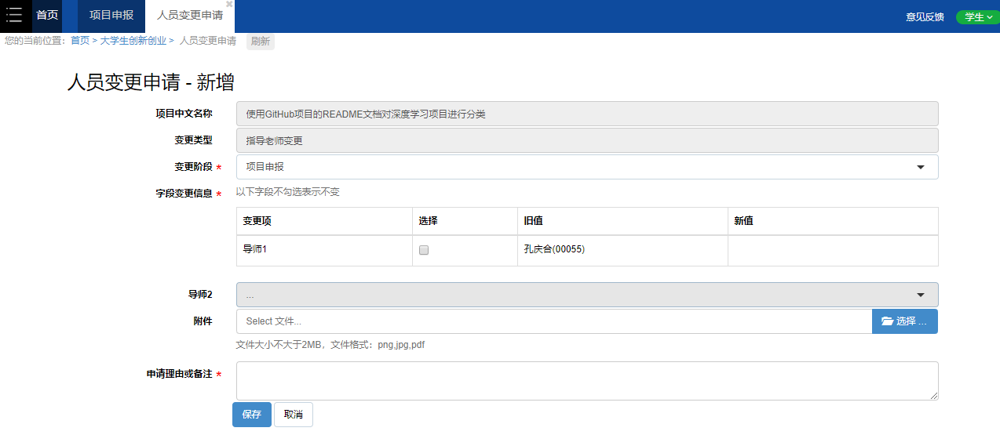 首页 项目申报 人员变更申请 意见反馈 学生
您的当前位置： 首页 > 大学生创新创业 > 人员变更申请 刷新
人员变更申请 - 新增
项目中文名称 使用GitHub项目的README文档对深度学习项目进行分类
变更类型 指导老师变更
变更阶段 * 项目申报
字段变更信息 * 以下字段不勾选表示不变
变更项 选择 旧值 新值
导师1 孔庆合(00055)
导师2 ...
附件 Select 文件... 选择 ...
文件大小不大于2MB，文件格式：png,jpg,pdf
申请理由或备注 *
保存 取消